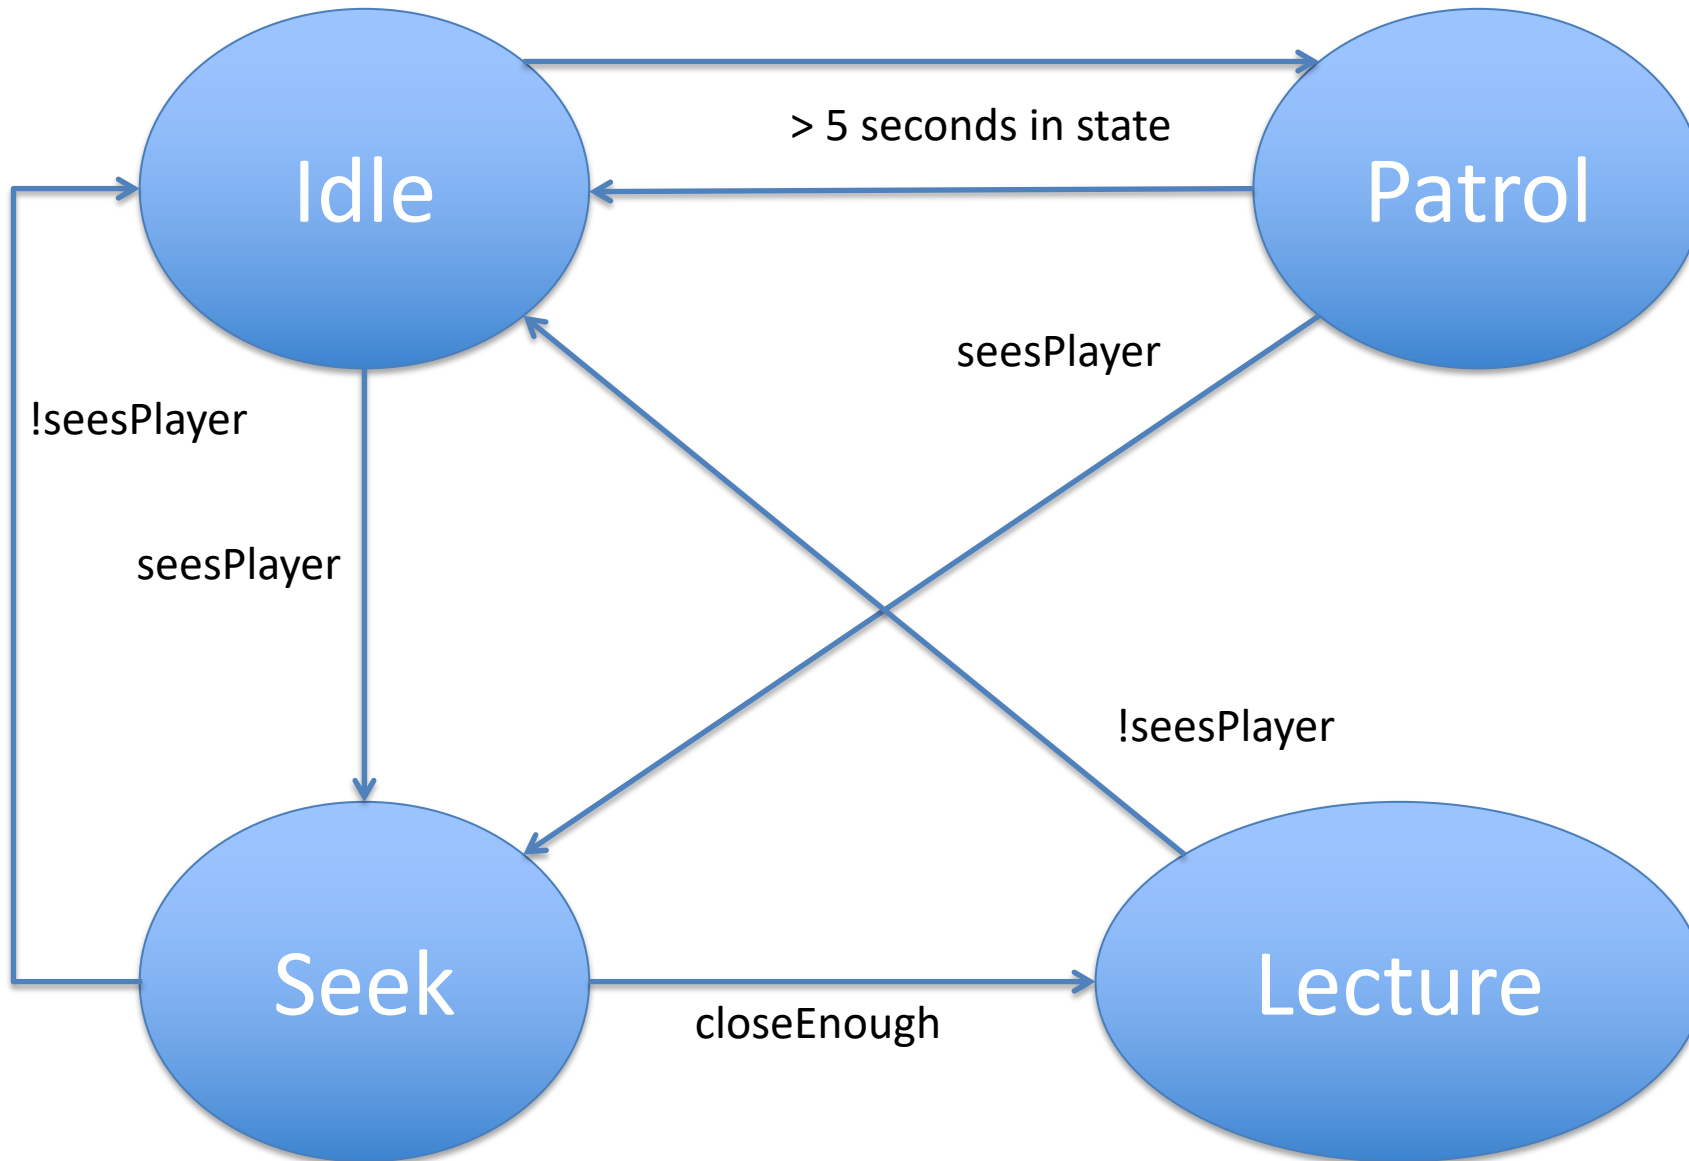 Idle
> 5 seconds in state
Patrol
seesPlayer
!seesPlayer
seesPlayer
!seesPlayer
Seek
closeEnough
Lecture